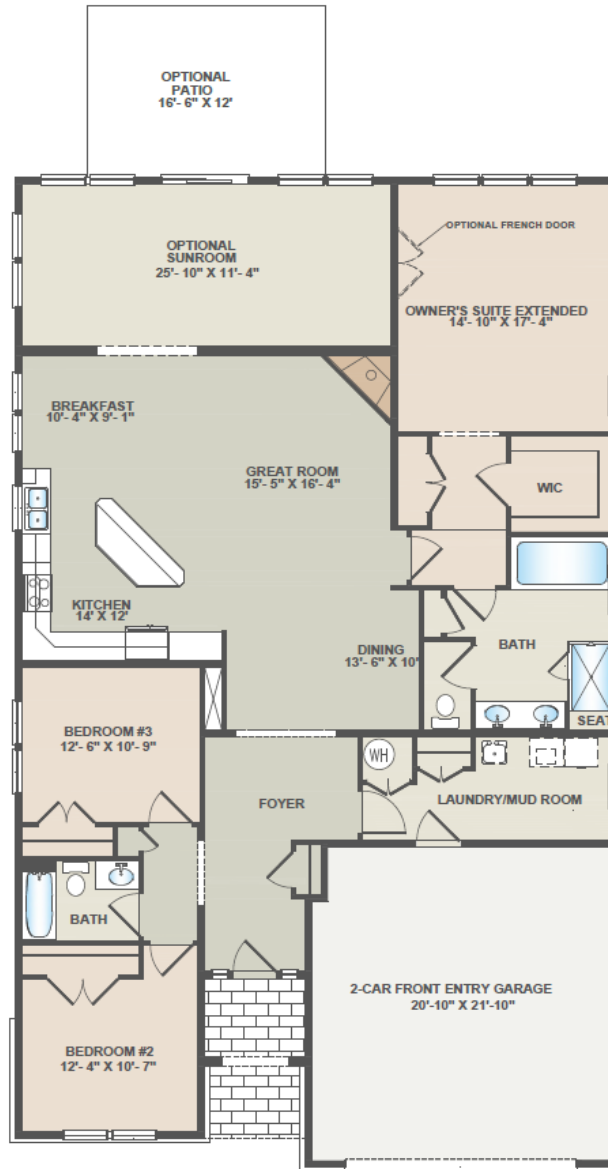 OPTIONAL
PATIO
16'- 6" X 12'
OPTIONAL FRENCH DOOR
OPTIONAL
SUNROOM
25'- 10" X 11'- 4"
OWNER'S SUITE EXTENDED
14'- 10" X 17'- 4"
BREAKFAST
10'- 4" X 9'- 1"
GREAT ROOM
15'- 5" X 16'- 4"
WIC
KITCHEN
14' X 12'
DINING
13'- 6" X 10'
BATH
SEAT
BEDROOM #3
12'- 6" X 10'- 9"
WH
FOYER
LAUNDRY/MUD ROOM
BATH
2-CAR FRONT ENTRY GARAGE
20'-10" X 21'-10"
BEDROOM #2
12'- 4" X 10'- 7"